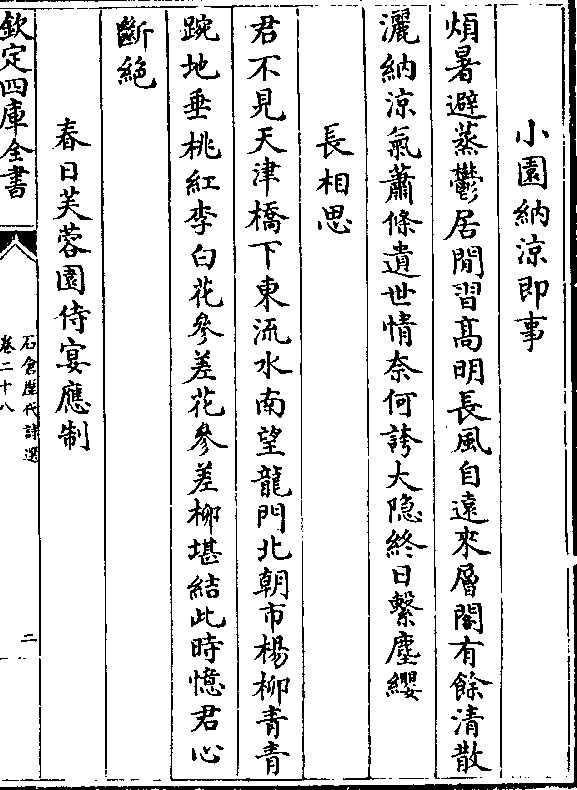 小園納涼即事
煩暑避蒸鬱居閒習髙明長風自遠來層閣有餘清散
灑納涼氣蕭條遺世情奈何誇大隐終日繫塵纓
長相思
君不見天津橋下東流水南望龍門北朝市楊柳青青
踠地垂桃紅李白花參差花參差柳堪結此時憶君心
斷絶
春日芙蓉園侍宴應制
欽定四庫全書
石倉歴代詩選
卷二十八
二